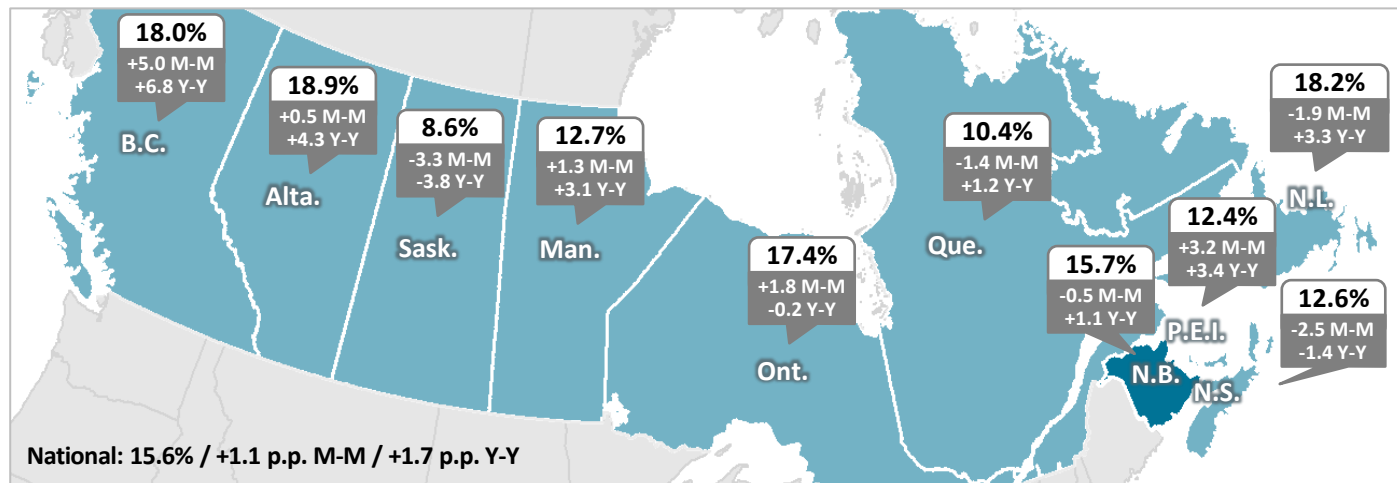 18.0%
+5.0 M-M
+6.8 Y-Y
B.C.
18.9%
+0.5 M-M
+4.3 Y-Y
Alta.
8.6%
-3.3 M-M
-3.8 Y-Y
Sask.
12.7%
+1.3 M-M
+3.1 Y-Y
Man.
17.4%
+1.8 M-M
-0.2 Y-Y
Ont.
10.4%
-1.4 M-M
+1.2 Y-Y
Que.
18.2%
-1.9 M-M
+3.3 Y-Y
N.L.
12.4%
+3.2 M-M
+3.4 Y-Y
P.E.I.
15.7%
-0.5 M-M
+1.1 Y-Y
N.B.
12.6%
-2.5 M-M
-1.4 Y-Y
N.S.
National: 15.6% / +1.1 p.p. M-M / +1.7 p.p. Y-Y